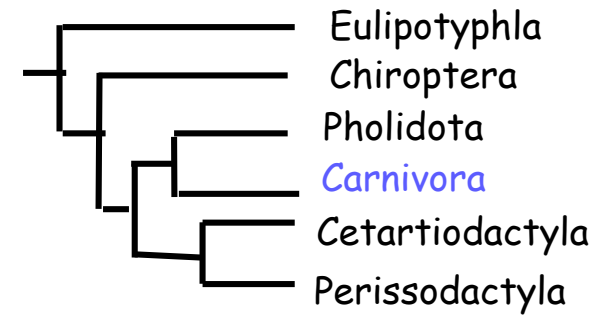 Eulipotyphla
Chiroptera
Pholidota
Carnivora
Cetartiodactyla
Perissodactyla